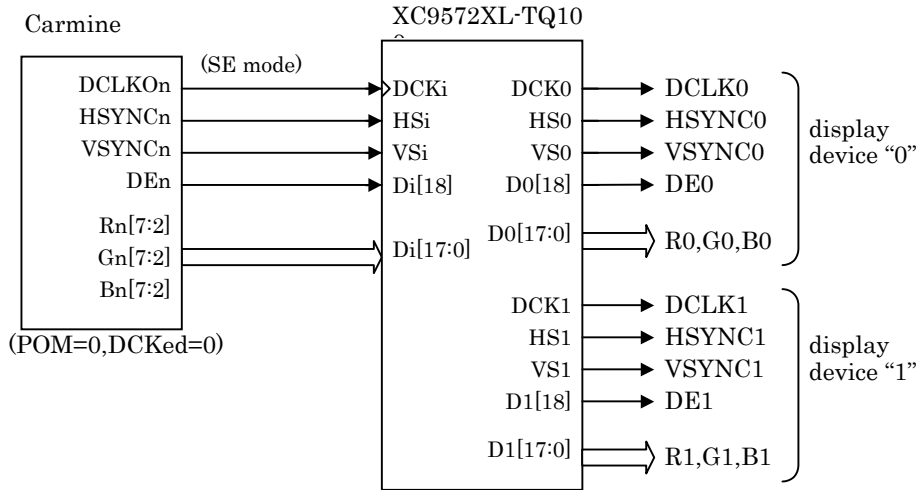 Carmine
XC9572XL-TQ10
(SE mode)
DCLKOn
HSYNCn
VSYNCn
DEn
Rn[7:2]
Gn[7:2]
Bn[7:2]
(POM=0,DCKed=0)
DCKi
HSi
VSi
Di[18]
Di[17:0]
DCK0
HS0
VS0
D0[18]
D0[17:0]
DCK1
HS1
VS1
D1[18]
D1[17:0]
DCLK0
HSYNC0
VSYNC0
DE0
R0,G0,B0
display
device “0”
DCLK1
HSYNC1
VSYNC1
DE1
R1,G1,B1
display
device “1”